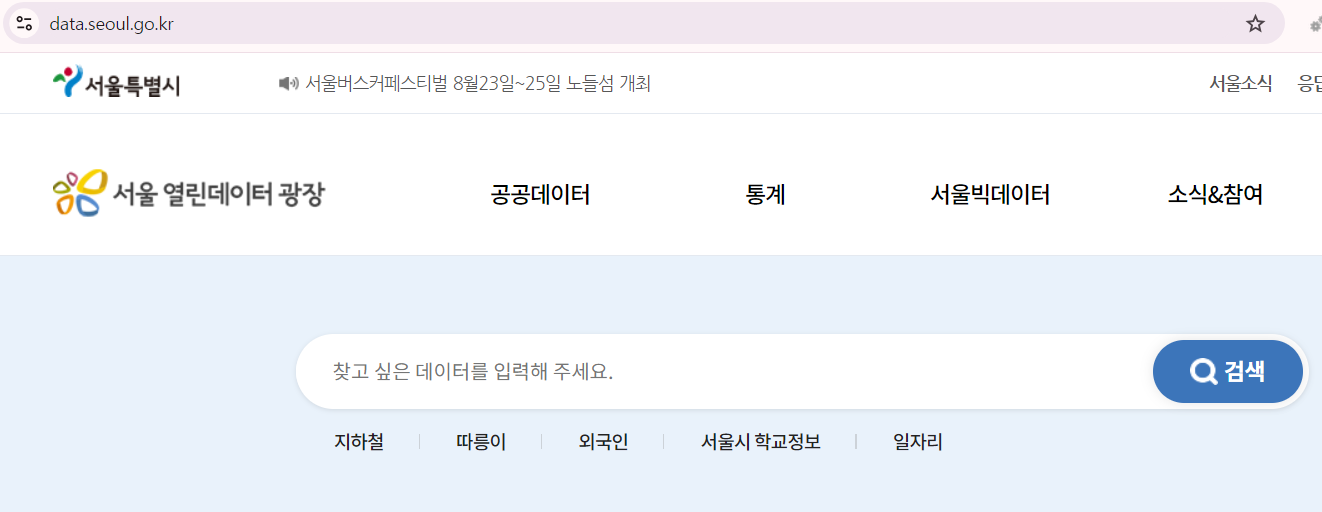 data.seoul.go.kr
서울특별시 서울버스커페스티벌 8월23일~25일 노들섬 개최 서울소식 응답
서울 열린데이터 광장 공공데이터 통계 서울빅데이터 소식&참여
찾고 싶은 데이터를 입력해 주세요. 검색
지하철 따릉이 외국인 서울시 학교정보 일자리